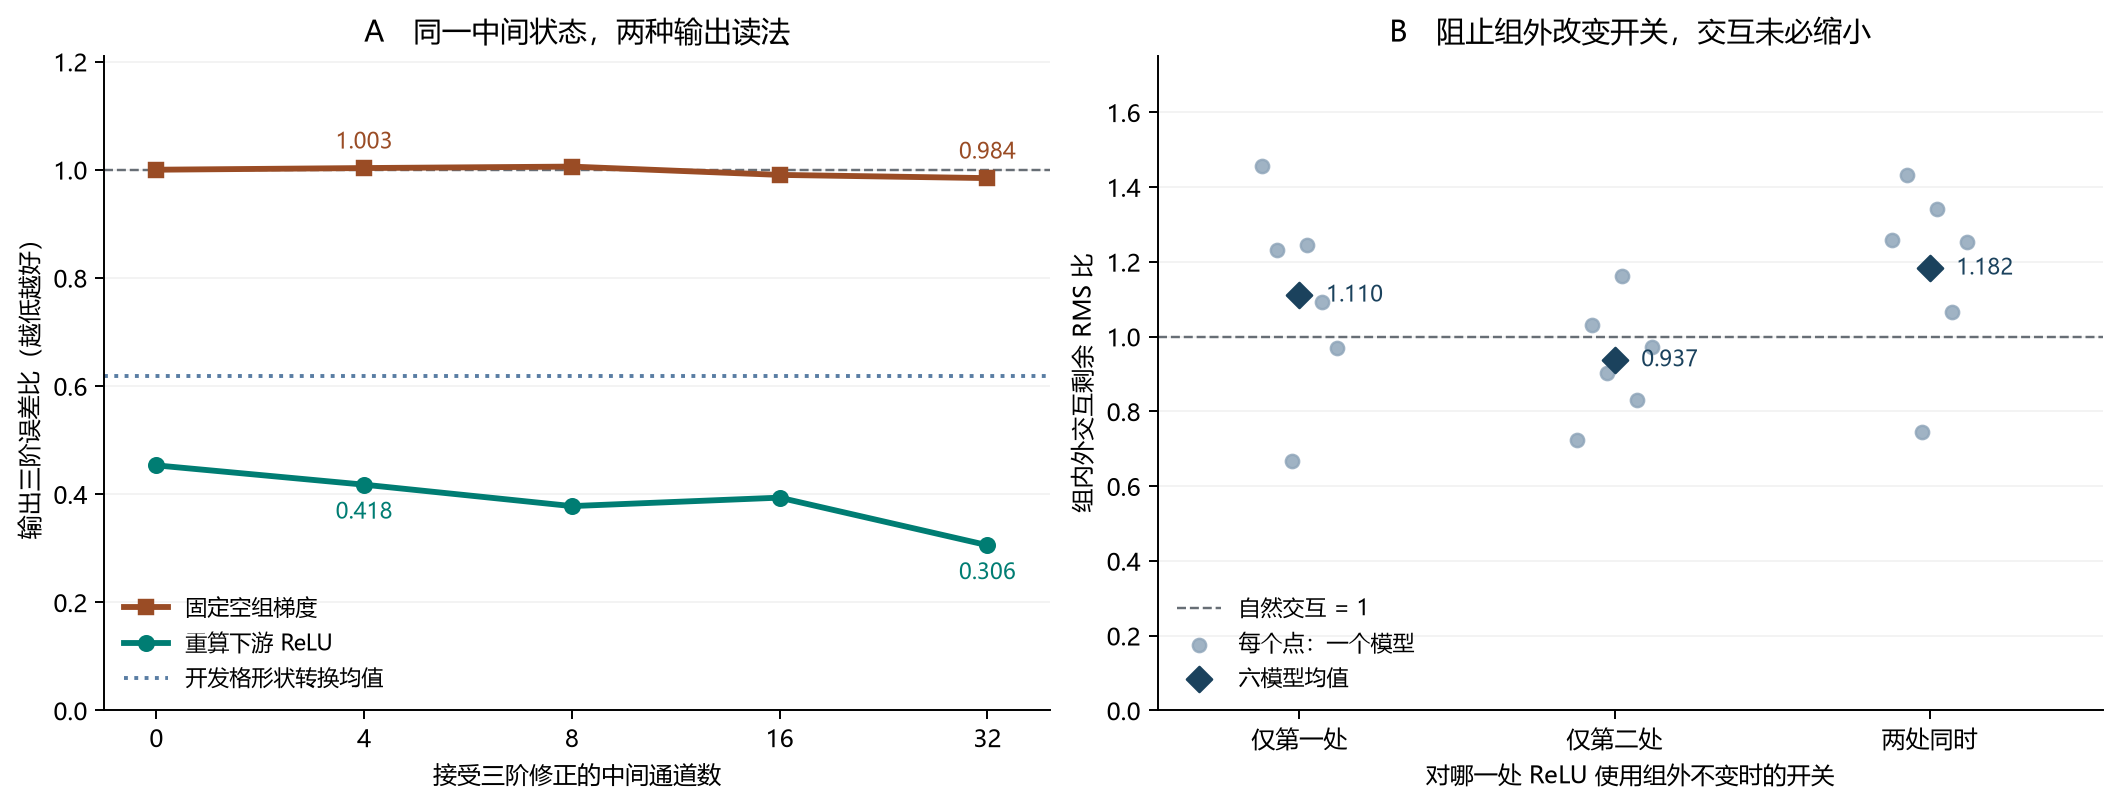 A 同一中间状态，两种输出读法
输出三阶误差比（越低越好）
1.2
1.0
0.8
0.6
0.4
0.2
0.0
1.003
0.984
0.418
0.306
固定空组梯度
重算下游 ReLU
开发格形状转换均值
0 4 8 16 32
接受三阶修正的中间通道数
B 阻止组外改变开关，交互未必缩小
组内外交互剩余 RMS 比
1.6
1.4
1.2
1.0
0.8
0.6
0.4
0.2
0.0
1.110
0.937
1.182
自然交互 = 1
每个点：一个模型
六模型均值
仅第一处 仅第二处 两处同时
对哪一处 ReLU 使用组外不变时的开关